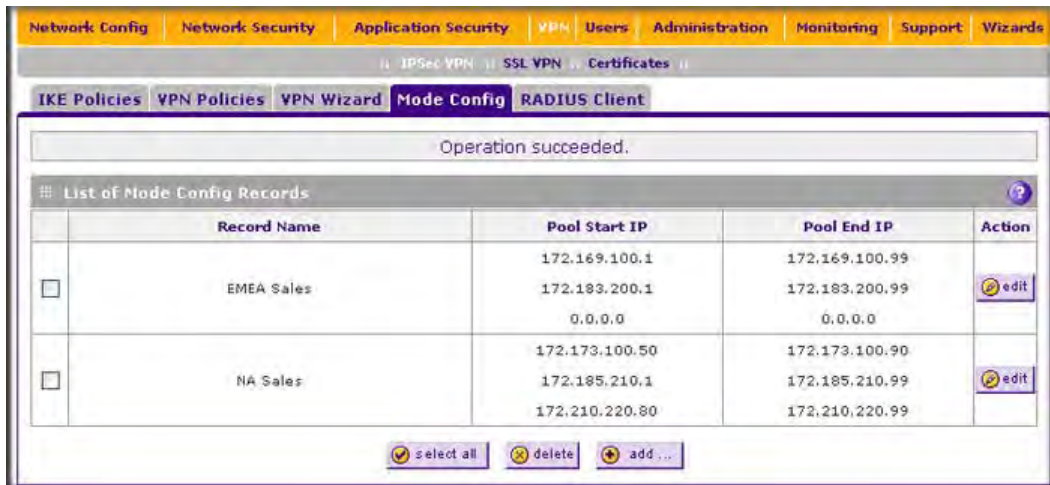 Network Config Network Security Application Security VPN Users Administration Monitoring Support Wizards
IPSec VPN SSL VPN Certificates
IKE Policies VPN Policies VPN Wizard Mode Config RADIUS Client
Operation succeeded.
List of Mode Config Records ?
Record Name Pool Start IP Pool End IP Action
172.169.100.1 172.169.100.99
EMEA Sales 172.183.200.1 172.183.200.99 edit
0.0.0.0 0.0.0.0
172.173.100.50 172.173.100.90
NA Sales 172.185.210.1 172.185.210.99 edit
172.210.220.80 172.210.220.99
select all delete add ...